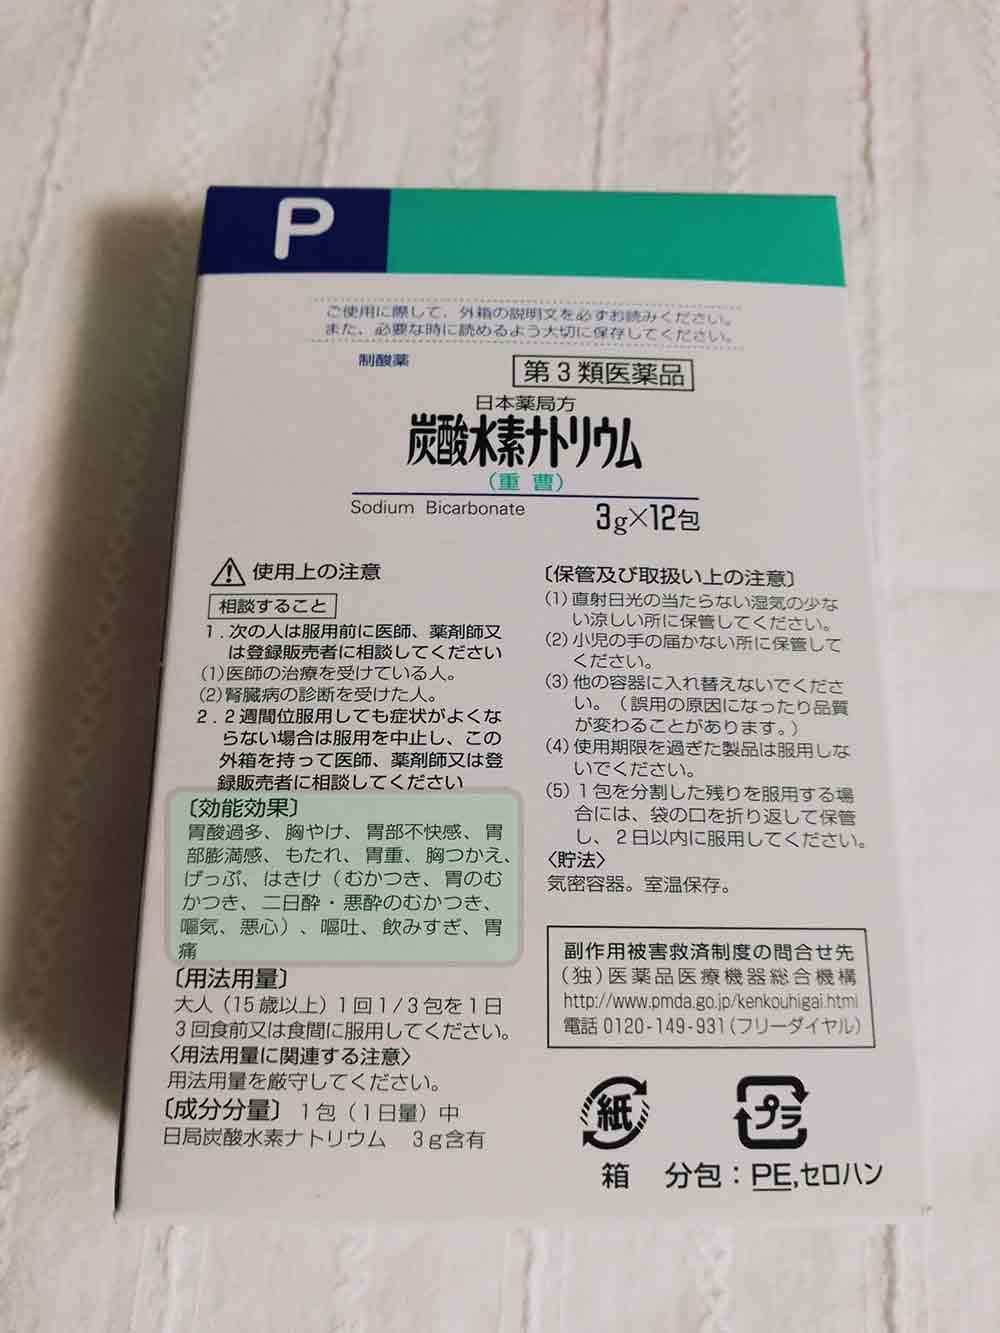 P
ご使用に際して、外箱の説明文を必ずお読みください。
また、必要な時に読めるよう大切に保存してください。
制酸薬
第3類医薬品
日本薬局方
炭酸水素ナトリウム
（重曹）
Sodium Bicarbonate
3g×12包
使用上の注意
相談すること
1．次の人は服用前に医師、薬剤師又
は登録販売者に相談してください
(1)医師の治療を受けている人。
(2)腎臓病の診断を受けた人。
2．2週間位服用しても症状がよくな
らない場合は服用を中止し、この
外箱を持って医師、薬剤師又は登
録販売者に相談してください
〔効能効果〕
胃酸過多、胸やけ、胃部不快感、胃
部膨満感、もたれ、胃重、胸つかえ、
げっぷ、はきけ（むかつき、胃のむ
かつき、二日酔・悪酔のむかつき、
嘔気、悪心）、嘔吐、飲みすぎ、胃
痛
〔用法用量〕
大人（15歳以上）1回1/3包を1日
3回食前又は食間に服用してください。
〈用法用量に関連する注意〉
用法用量を厳守してください。
〔成分分量〕1包（1日量）中
日局炭酸水素ナトリウム　3g含有
〔保管及び取扱い上の注意〕
(1)直射日光の当たらない湿気の少な
い涼しい所に保管してください。
(2)小児の手の届かない所に保管して
ください。
(3)他の容器に入れ替えないでくださ
い。（誤用の原因になったり品質
が変わることがあります。）
(4)使用期限を過ぎた製品は服用しな
いでください。
(5)1包を分割した残りを服用する場
合には、袋の口を折り返して保管
し、2日以内に服用してください。
〈貯法〉
気密容器。室温保存。
副作用被害救済制度の問合せ先
（独）医薬品医療機器総合機構
http://www.pmda.go.jp/kenkouhigai.html
電話 0120-149-931(フリーダイヤル)
紙
プラ
箱
分包：PE,セロハン